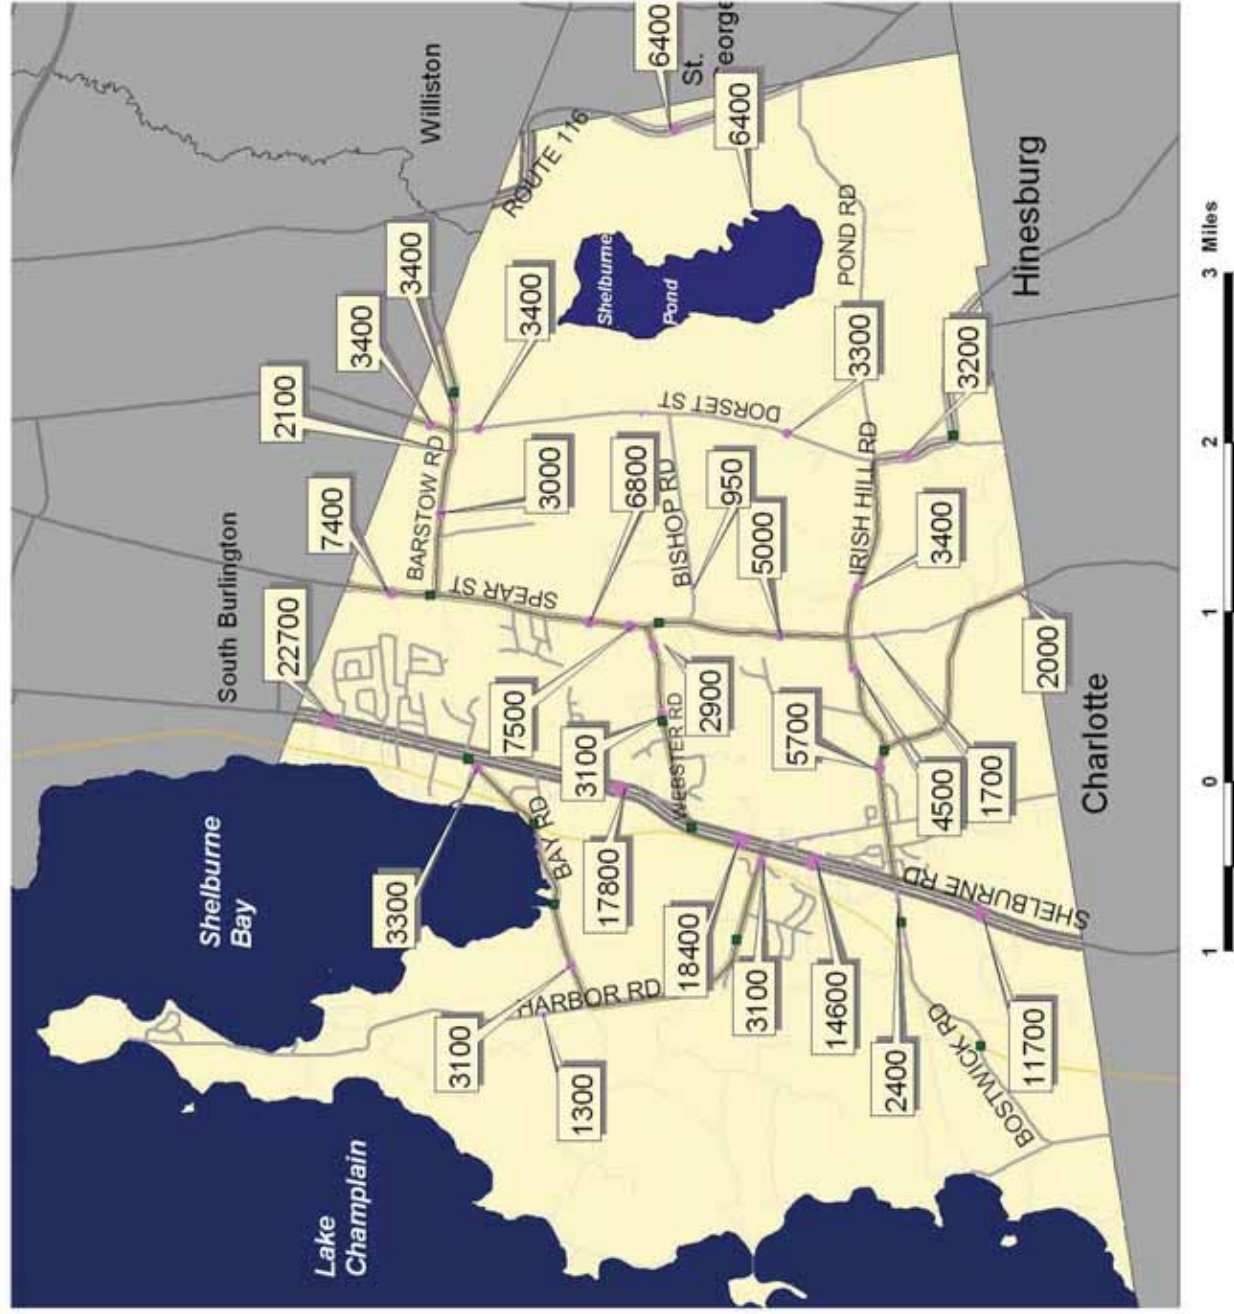 Lake
Champlain
Shelburne
Bay
South Burlington
Williston
St.
eorge
Hinesburg
Charlotte
Shelburne
Pond
22700
7400
2100
3400
3400
3400
6400
6400
ROUTE 116
BARSTOW RD
3000
SPEAR ST
6800
7500
2900
3100
WEBSTER RD
BISHOP RD
950
5000
DORSET ST
3300
POND RD
3200
IRISH HILL RD
3400
5700
4500
1700
2000
3300
BAY RD
17800
18400
3100
14600
3100
1300
HARBOR RD
2400
BOSTWICK RD
11700
SHELBURNE RD
1 0 1 2 3 Miles